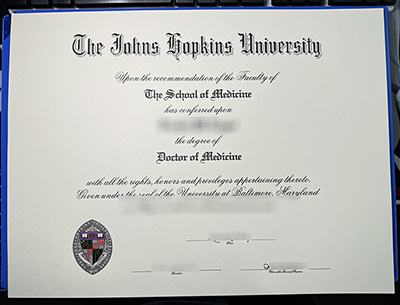 The Johns Hopkins University
Upon the recommendation of the Faculty of
The School of Medicine
has conferred upon
the degree of
Doctor of Medicine
with all the rights, honors and privileges appertaining thereto.
Given under the seal of the University at Baltimore, Maryland
President